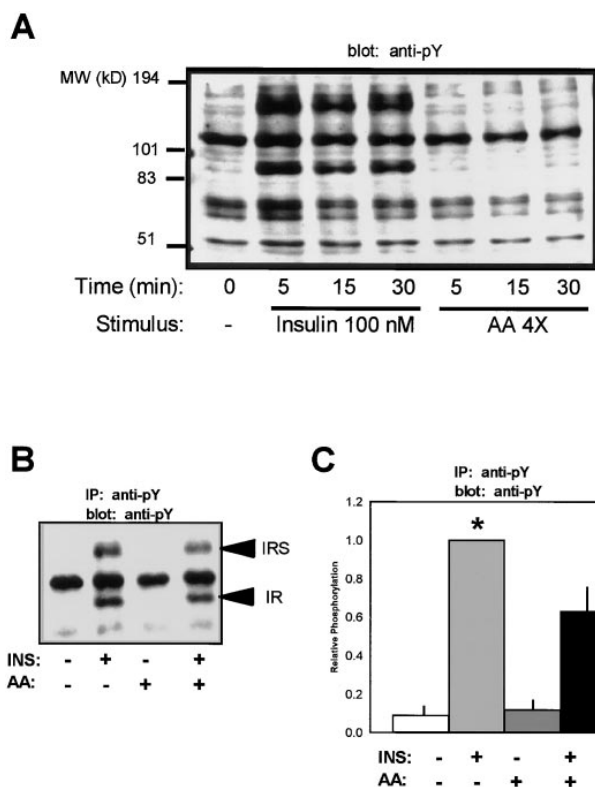 A
blot: anti-pY
MW (kD) 194
101
83
51
Time (min): 0 5 15 30 5 15 30
Stimulus: - Insulin 100 nM AA 4X
B
IP: anti-pY
blot: anti-pY
IRS
IR
INS: - + - +
AA: - - + +
C
IP: anti-pY
blot: anti-pY
Relative Phosphorylation
1.2
1.0
0.8
0.6
0.4
0.2
0.0
*
INS: - + - +
AA: - - + +